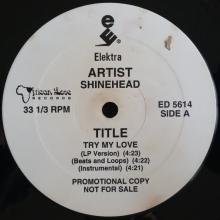 Elektra
ARTIST
SHINEHEAD
African Love
RECORDS
33 1/3 RPM
ED 5614
SIDE A
TITLE
TRY MY LOVE
(LP Version) (4:23)
(Beats and Loops) (4:22)
(Instrumental) (4:21)
PROMOTIONAL COPY
NOT FOR SALE